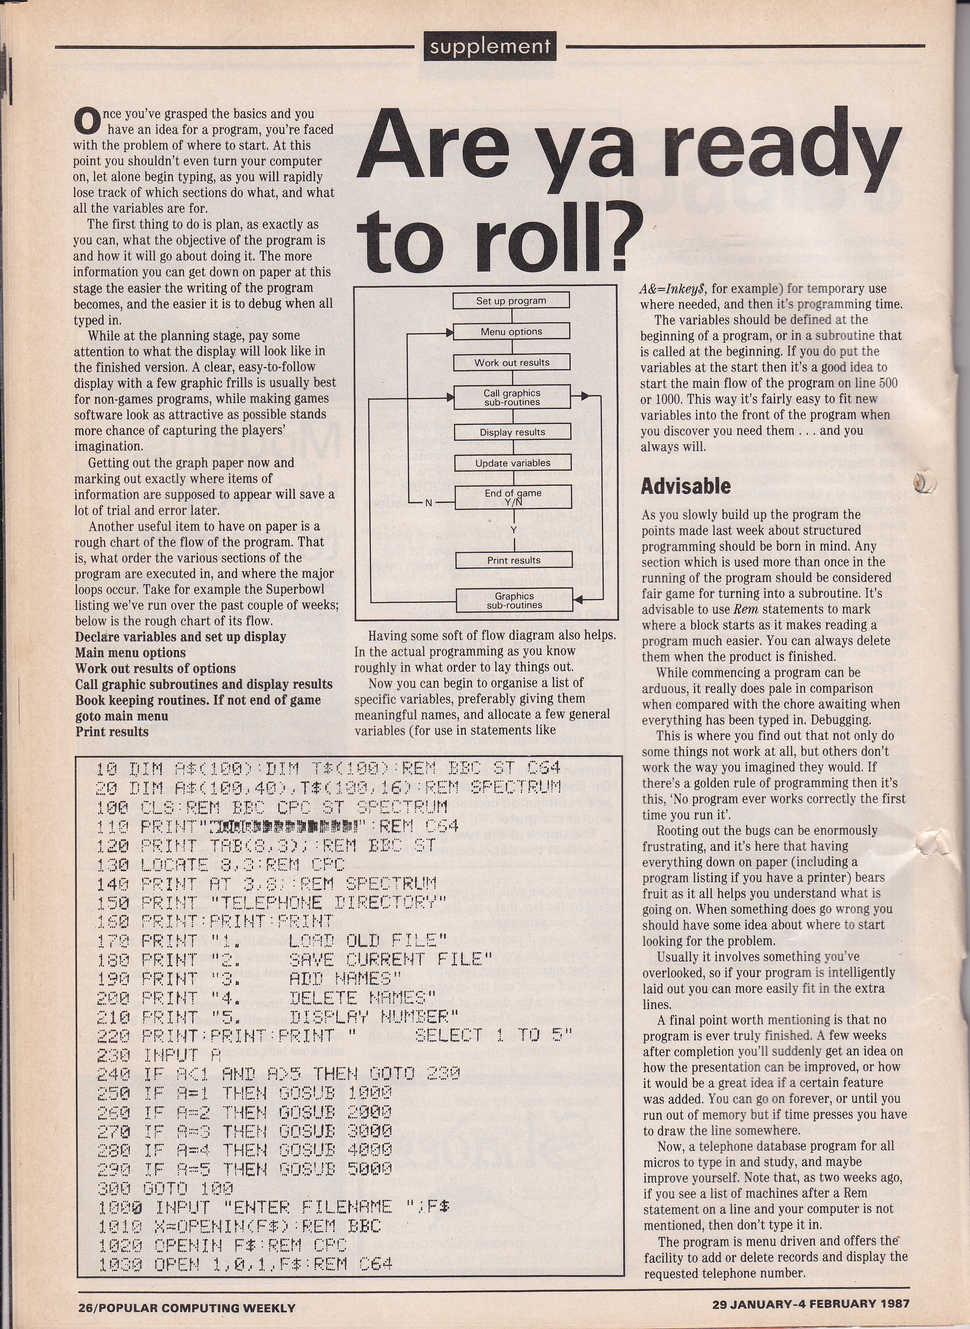 supplement
Are ya ready
to roll?
Once you've grasped the basics and you
have an idea for a program, you're faced
with the problem of where to start. At this
point you shouldn't even turn your computer
on, let alone begin typing, as you will rapidly
lose track of which sections do what, and what
all the variables are for.
The first thing to do is plan, as exactly as
you can, what the objective of the program is
and how it will go about doing it. The more
information you can get down on paper at this
stage the easier the writing of the program
becomes, and the easier it is to debug when all
typed in.
While at the planning stage, pay some
attention to what the display will look like in
the finished version. A clear, easy-to-follow
display with a few graphic frills is usually best
for non-games programs, while making games
software look as attractive as possible stands
more chance of capturing the players'
imagination.
Getting out the graph paper now and
marking out exactly where items of
information are supposed to appear will save a
lot of trial and error later.
Another useful item to have on paper is a
rough chart of the flow of the program. That
is, what order the various sections of the
program are executed in, and where the major
loops occur. Take for example the Superbowl
listing we've run over the past couple of weeks;
below is the rough chart of its flow.
Declare variables and set up display
Main menu options
Work out results of options
Call graphic subroutines and display results
Book keeping routines. If not end of game
goto main menu
Print results
Set up program
Menu options
Work out results
Call graphics
sub-routines
Display results
Update variables
End of game
Y/N
N
Y
Print results
Graphics
sub-routines
Having some soft of flow diagram also helps.
In the actual programming as you know
roughly in what order to lay things out.
Now you can begin to organise a list of
specific variables, preferably giving them
meaningful names, and allocate a few general
variables (for use in statements like
A&=Inkey$, for example) for temporary use
where needed, and then it's programming time.
The variables should be defined at the
beginning of a program, or in a subroutine that
is called at the beginning. If you do put the
variables at the start then it's a good idea to
start the main flow of the program on line 500
or 1000. This way it's fairly easy to fit new
variables into the front of the program when
you discover you need them . . . and you
always will.
Advisable
As you slowly build up the program the
points made last week about structured
programming should be born in mind. Any
section which is used more than once in the
running of the program should be considered
fair game for turning into a subroutine. It's
advisable to use Rem statements to mark
where a block starts as it makes reading a
program much easier. You can always delete
them when the product is finished.
While commencing a program can be
arduous, it really does pale in comparison
when compared with the chore awaiting when
everything has been typed in. Debugging.
This is where you find out that not only do
some things not work at all, but others don't
work the way you imagined they would. If
there's a golden rule of programming then it's
this, 'No program ever works correctly the first
time you run it'.
Rooting out the bugs can be enormously
frustrating, and it's here that having
everything down on paper (including a
program listing if you have a printer) bears
fruit as it all helps you understand what is
going on. When something does go wrong you
should have some idea about where to start
looking for the problem.
Usually it involves something you've
overlooked, so if your program is intelligently
laid out you can more easily fit in the extra
lines.
A final point worth mentioning is that no
program is ever truly finished. A few weeks
after completion you'll suddenly get an idea on
how the presentation can be improved, or how
it would be a great idea if a certain feature
was added. You can go on forever, or until you
run out of memory but if time presses you have
to draw the line somewhere.
Now, a telephone database program for all
micros to type in and study, and maybe
improve yourself. Note that, as two weeks ago,
if you see a list of machines after a Rem
statement on a line and your computer is not
mentioned, then don't type it in.
The program is menu driven and offers the
facility to add or delete records and display the
requested telephone number.
10 DIM A$(100):DIM T$(100):REM BBC ST C64
20 DIM A$(100,40),T$(100,16):REM SPECTRUM
100 CLS:REM BBC CPC ST SPECTRUM
110 PRINT" ":REM C64
120 PRINT TAB(8,3);:REM BBC ST
130 LOCATE 8,3:REM CPC
140 PRINT AT 3,8;:REM SPECTRUM
150 PRINT "TELEPHONE DIRECTORY"
160 PRINT:PRINT:PRINT
170 PRINT "1. LOAD OLD FILE"
180 PRINT "2. SAVE CURRENT FILE"
190 PRINT "3. ADD NAMES"
200 PRINT "4. DELETE NAMES"
210 PRINT "5. DISPLAY NUMBER"
220 PRINT:PRINT:PRINT " SELECT 1 TO 5"
230 INPUT A
240 IF A<1 AND A>5 THEN GOTO 230
250 IF A=1 THEN GOSUB 1000
260 IF A=2 THEN GOSUB 2000
270 IF A=3 THEN GOSUB 3000
280 IF A=4 THEN GOSUB 4000
290 IF A=5 THEN GOSUB 5000
300 GOTO 100
1000 INPUT "ENTER FILENAME ";F$
1010 X=OPENIN(F$):REM BBC
1020 OPENIN F$:REM CPC
1030 OPEN 1,0,1,F$:REM C64
26/POPULAR COMPUTING WEEKLY
29 JANUARY-4 FEBRUARY 1987